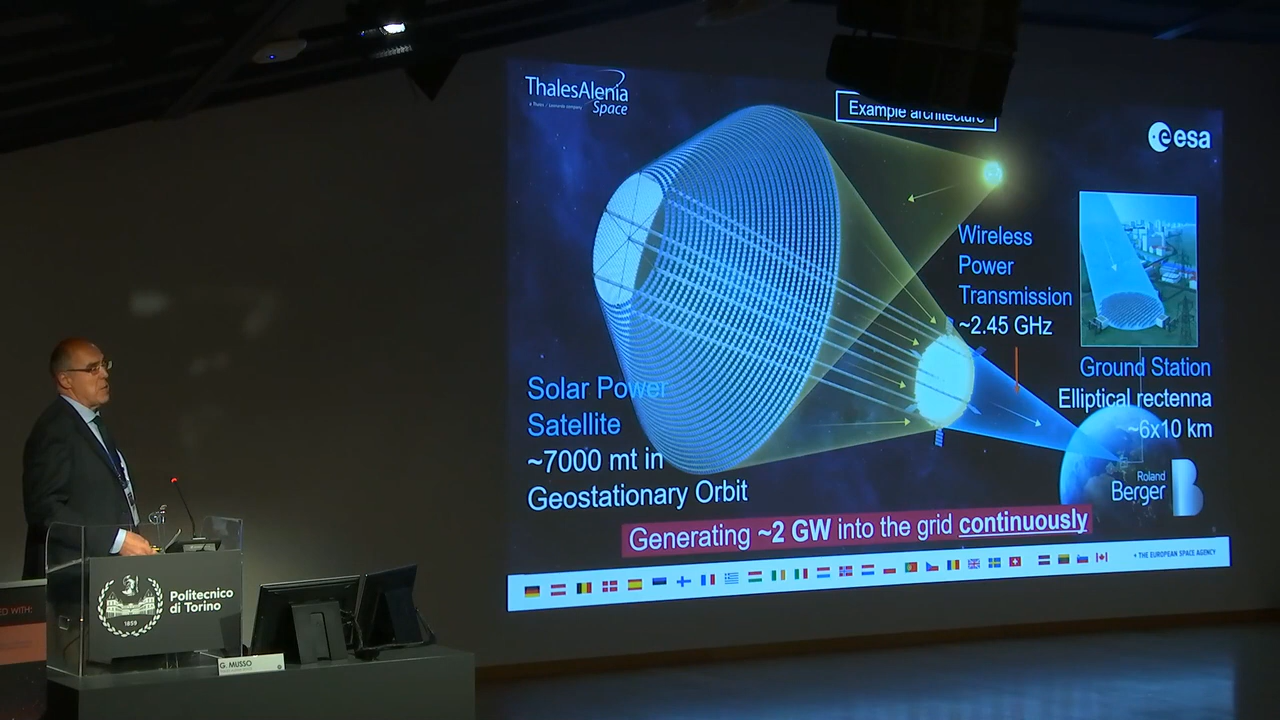 ThalesAlenia
Space
Example architecture
esa
Wireless
Power
Transmission
~2.45 GHz
Ground Station
Elliptical rectenna
~6x10 km
Solar Power
Satellite
~7000 mt in
Geostationary Orbit
Roland
Berger
B
Generating ~2 GW into the grid continuously
THE EUROPEAN SPACE AGENCY
Politecnico
di Torino
1859
G. MUSSO
ED WITH: